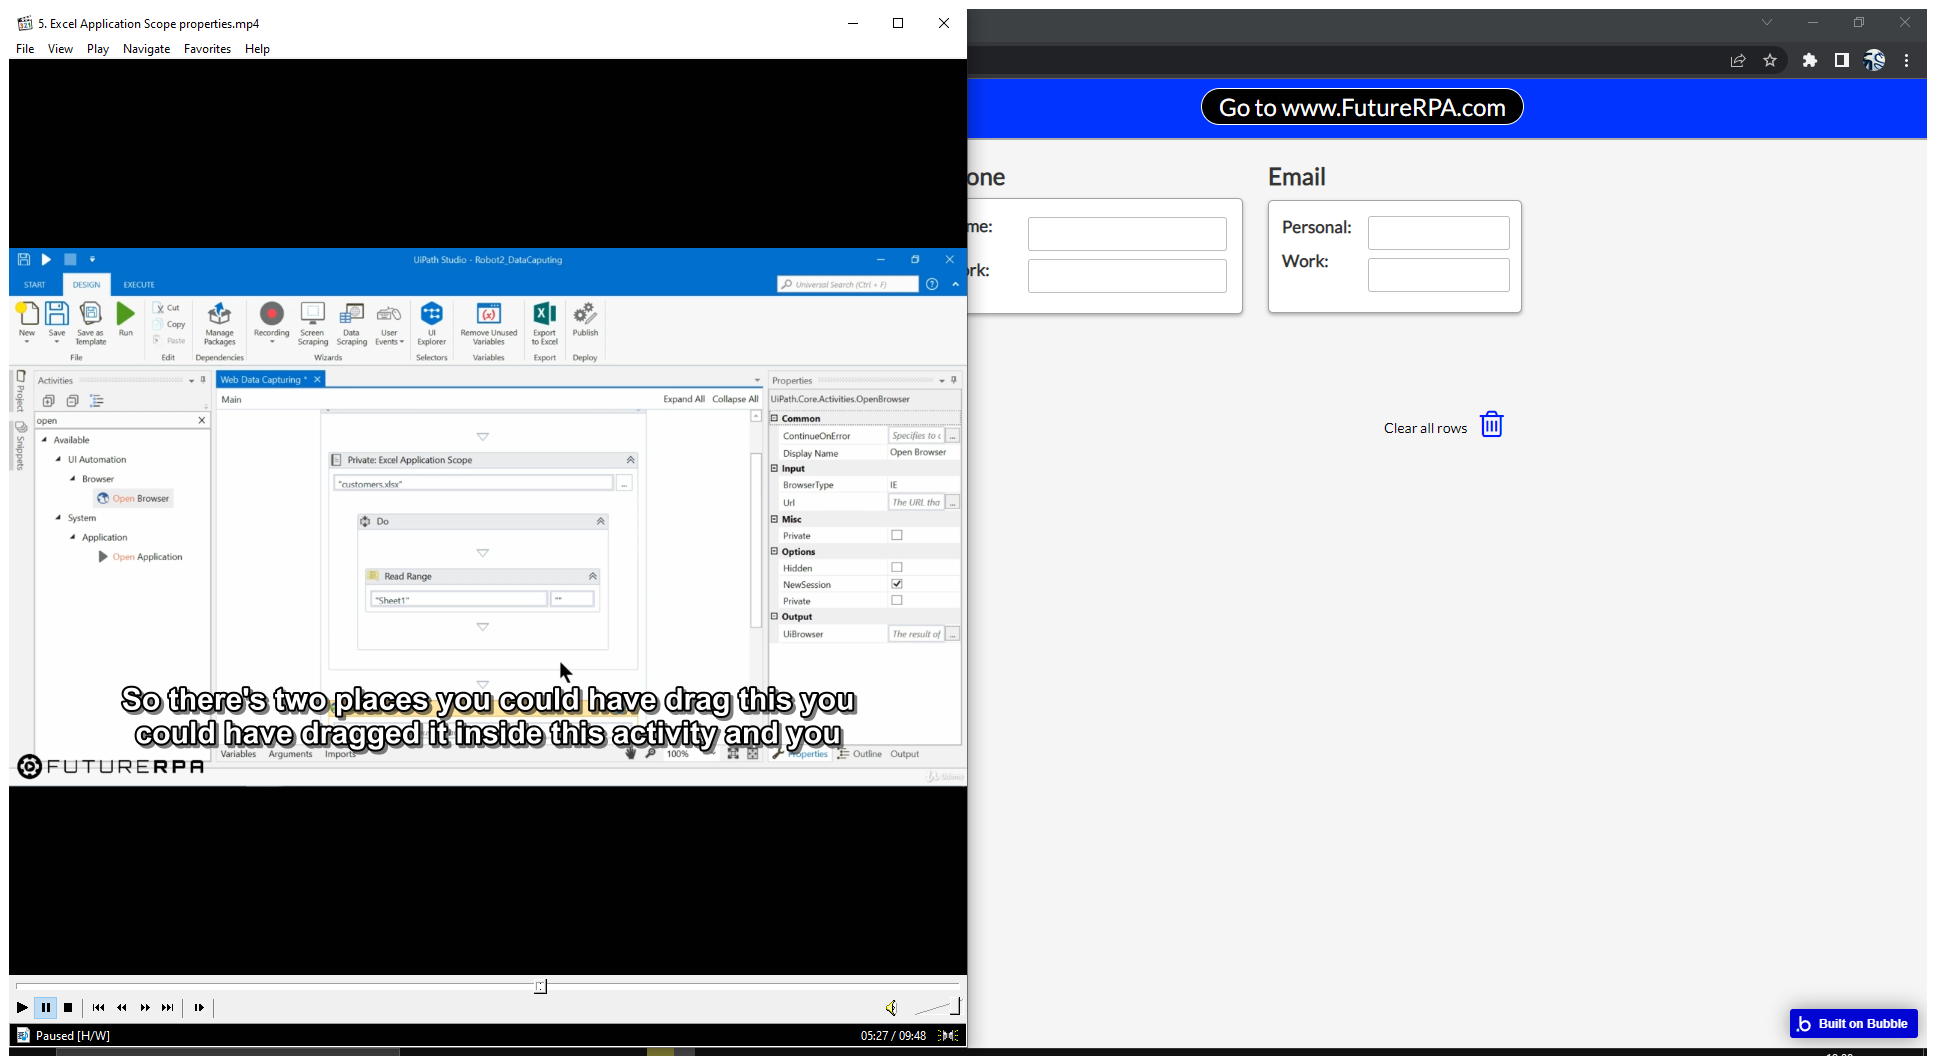 5. Excel Application Scope properties.mp4
File View Play Navigate Favorites Help
UiPath Studio - Robot2_DataCaputing
START DESIGN EXECUTE
Universal Search (Ctrl + F)
New
Save
Save as
Template
Run
Cut
Copy
Paste
Manage
Packages
Recording
Screen
Scraping
Data
Scraping
User
Events
UI
Explorer
Remove Unused
Variables
Export
to Excel
Publish
File Edit Dependencies Wizards Selectors Variables Export Deploy
Project
Snippets
Activities
open
Available
UI Automation
Browser
Open Browser
System
Application
Open Application
Web Data Capturing *
Main Expand All Collapse All
Private: Excel Application Scope
"customers.xlsx"
...
Do
Read Range
"Sheet1" ""
Properties
UiPath.Core.Activities.OpenBrowser
Common
ContinueOnError Specifies to c ...
Display Name Open Browser
Input
BrowserType IE
Url The URL tha ...
Misc
Private
Options
Hidden
NewSession
Private
Output
UiBrowser The result of ...
So there's two places you could have drag this you
could have dragged it inside this activity and you
Variables Arguments Imports 100% Properties Outline Output
FUTURERPA
Udemy
Paused [H/W] 05:27 / 09:48
Go to www.FutureRPA.com
one
me:
rk:
Email
Personal:
Work:
Clear all rows
.b Built on Bubble